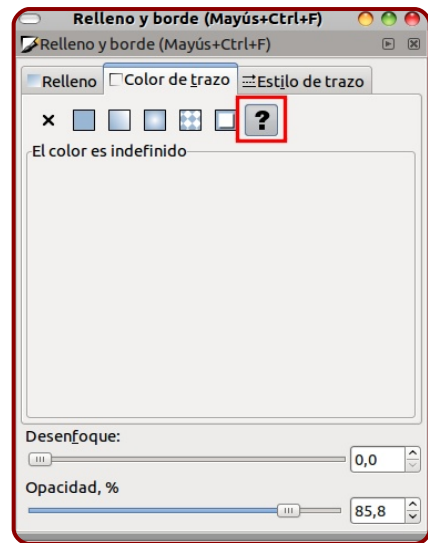 Relleno y borde (Mayús+Ctrl+F)
Relleno y borde (Mayús+Ctrl+F)
Relleno Color de trazo Estilo de trazo
?
El color es indefinido
Desenfoque:
0,0
Opacidad, %
85,8